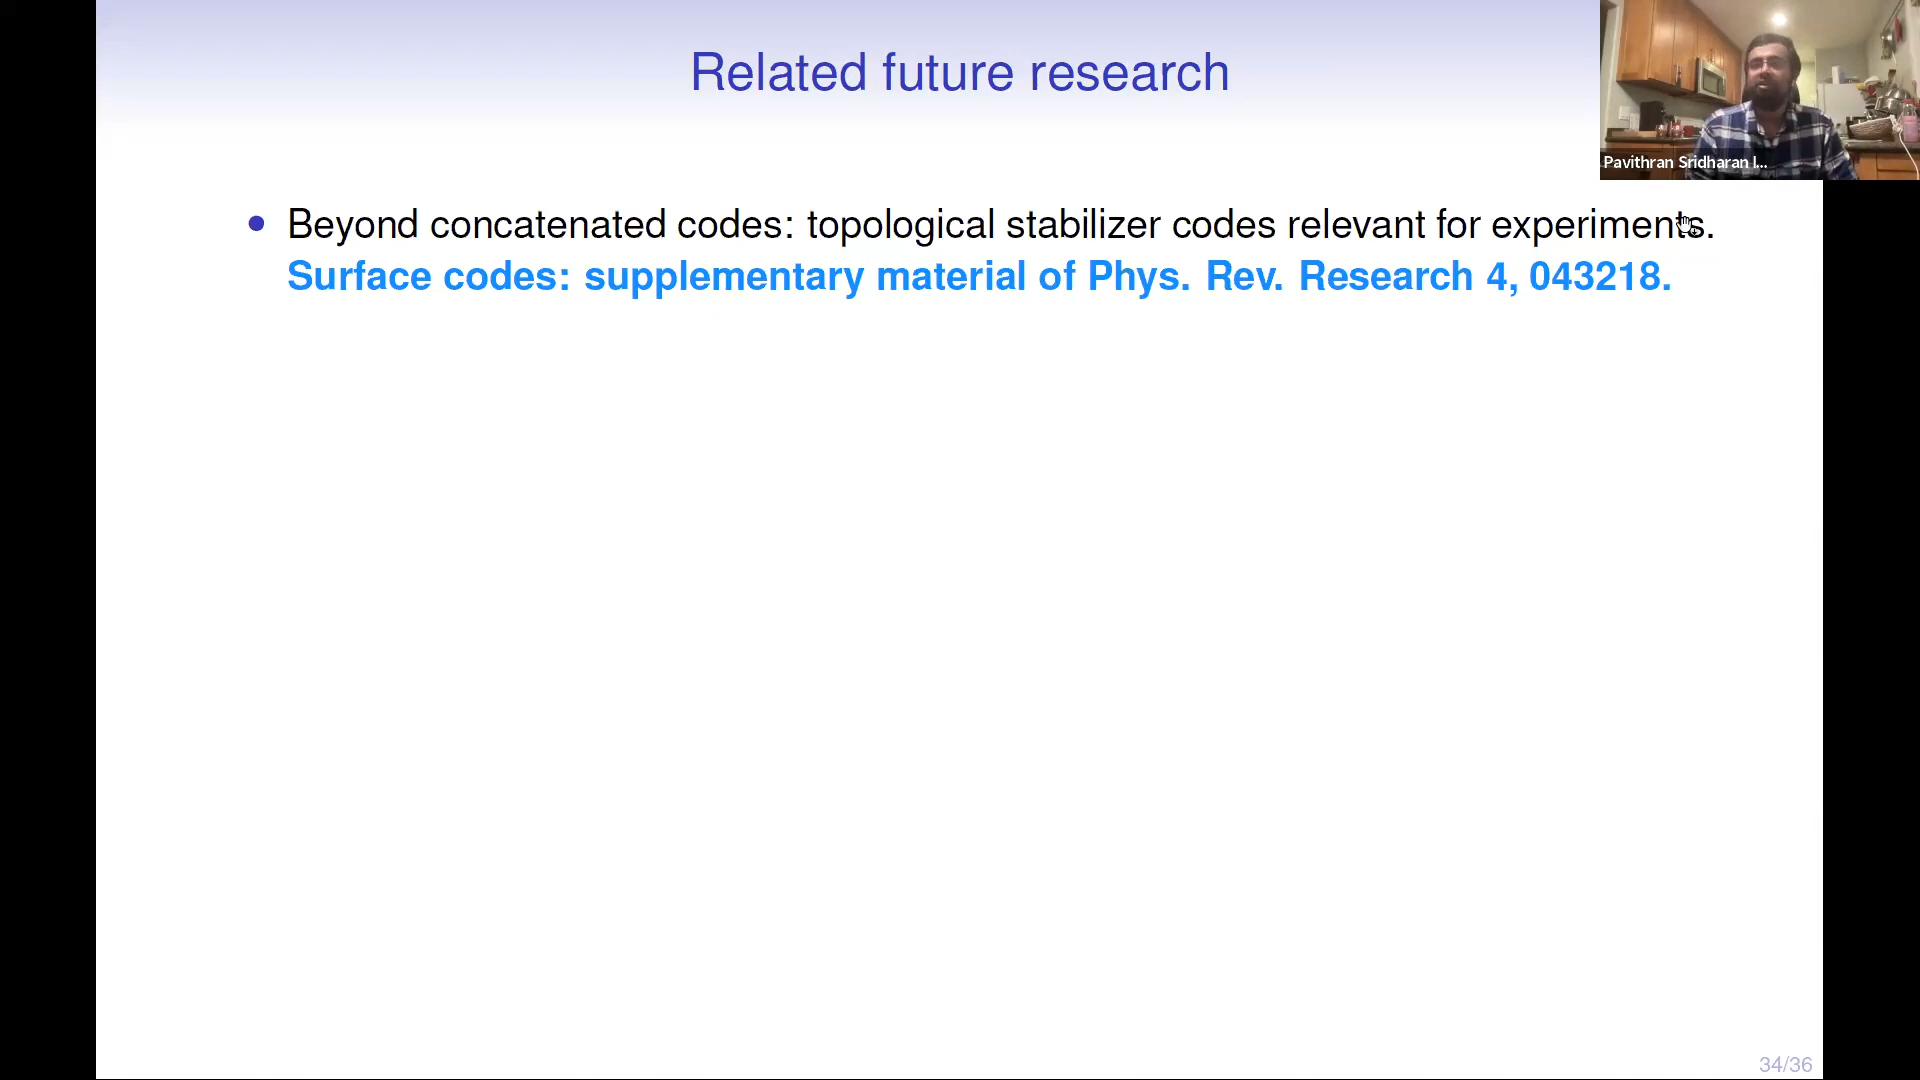 Related future research
Pavithran Sridharan I...
Beyond concatenated codes: topological stabilizer codes relevant for experiments.
Surface codes: supplementary material of Phys. Rev. Research 4, 043218.
34/36